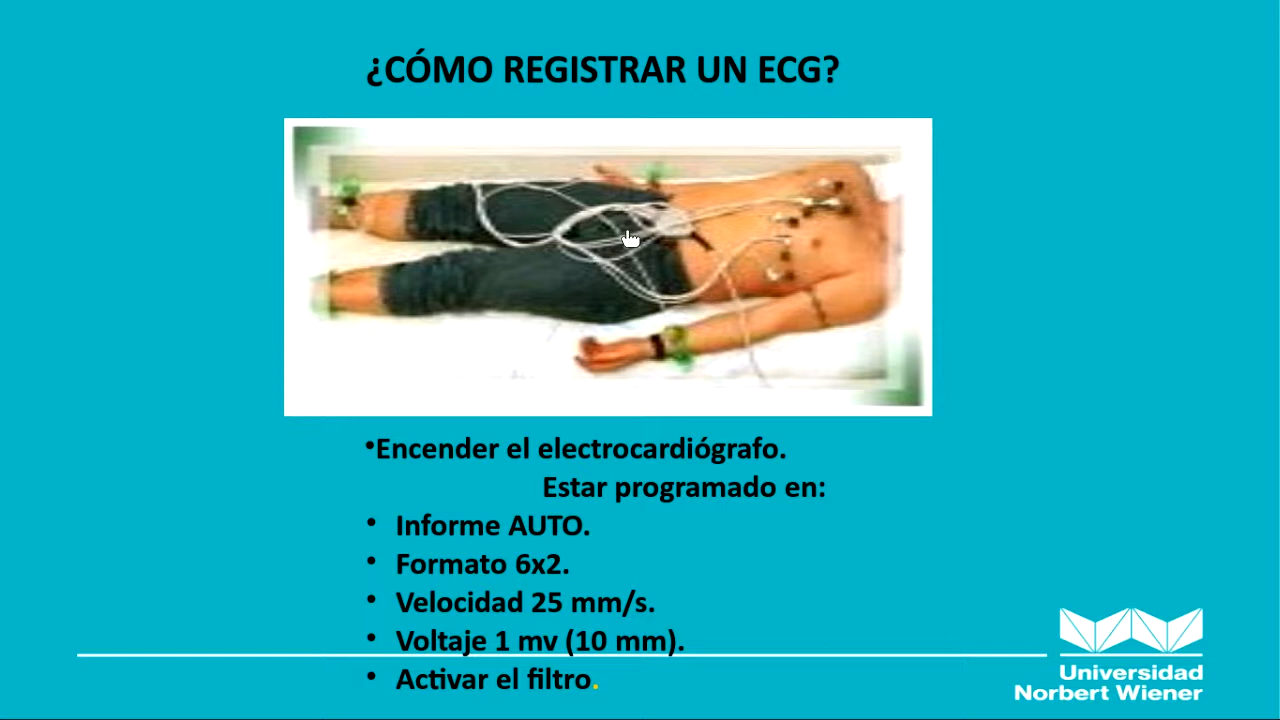 ¿CÓMO REGISTRAR UN ECG?
•Encender el electrocardiógrafo.
Estar programado en:
• Informe AUTO.
• Formato 6x2.
• Velocidad 25 mm/s.
• Voltaje 1 mv (10 mm).
• Activar el filtro.
Universidad
Norbert Wiener